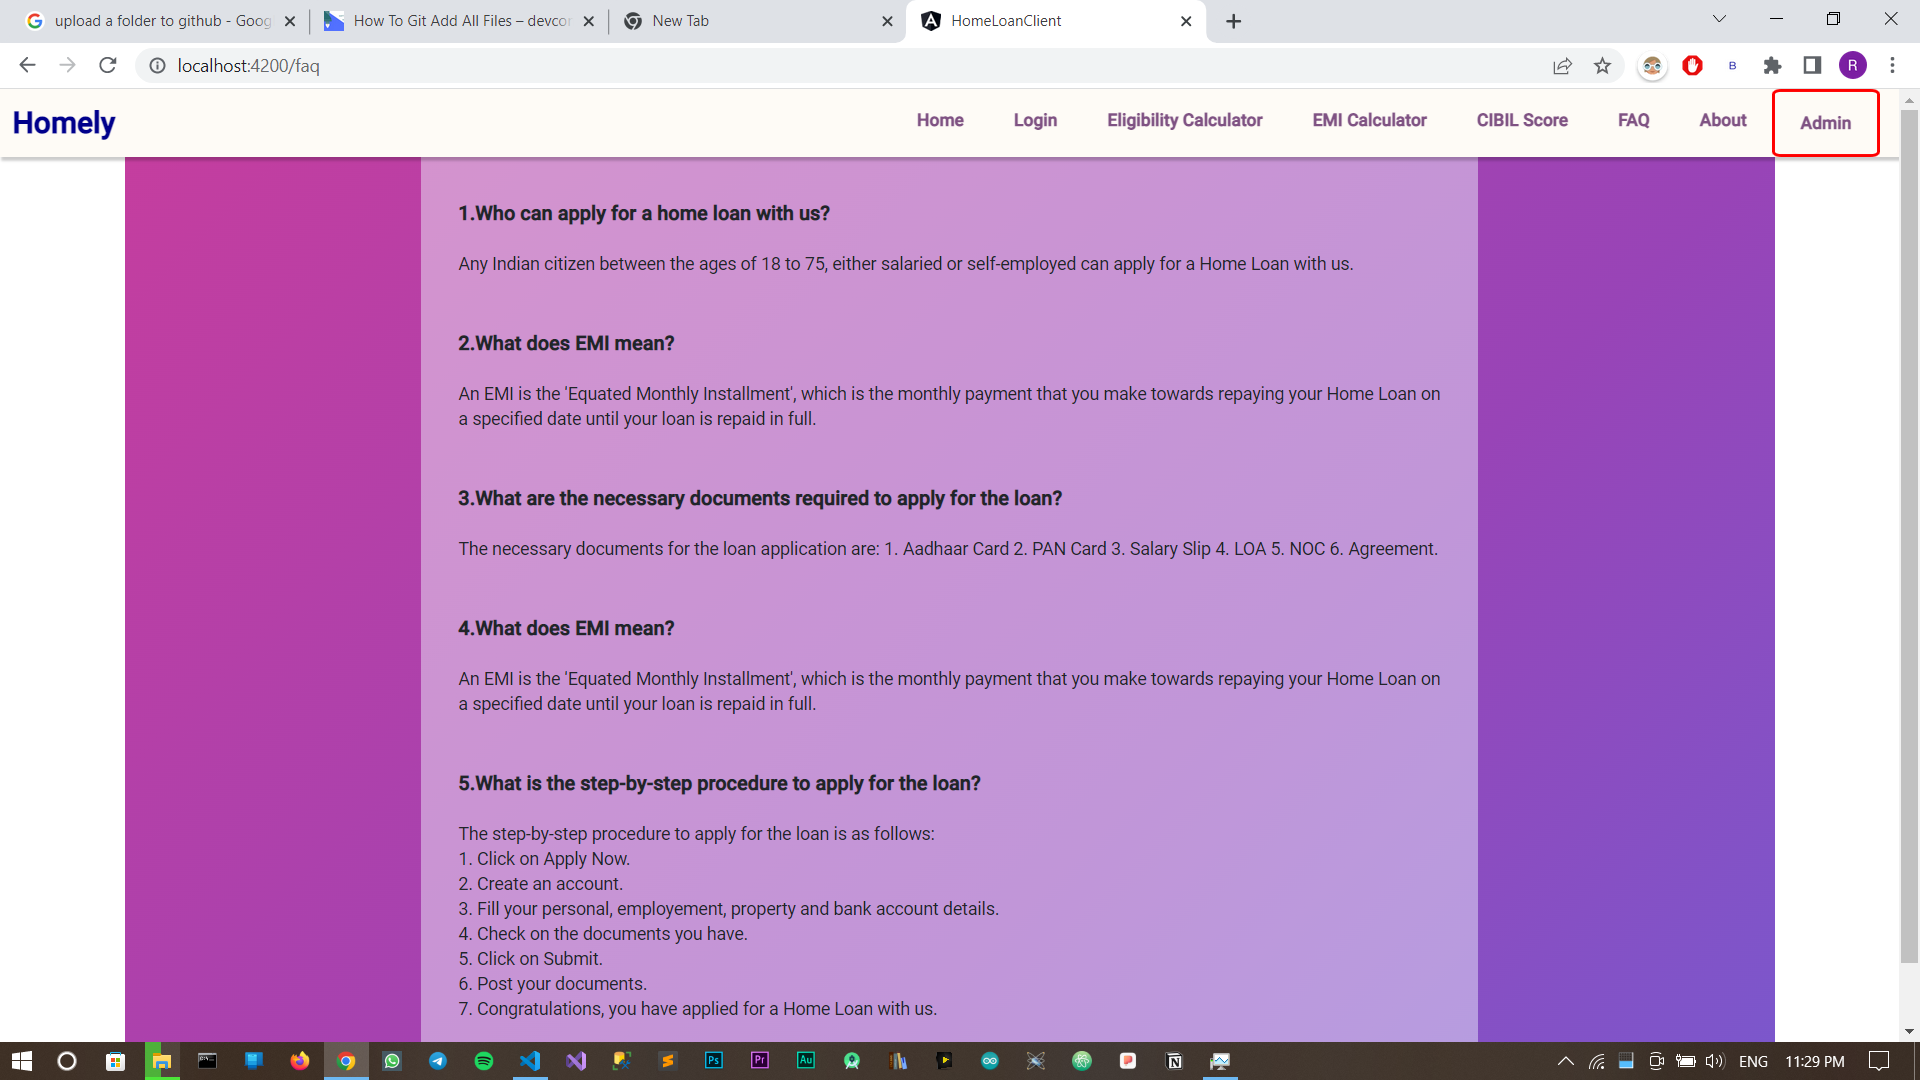 upload a folder to github - Goog
How To Git Add All Files – devcon
New Tab
HomeLoanClient
localhost:4200/faq
B
R
Homely
Home
Login
Eligibility Calculator
EMI Calculator
CIBIL Score
FAQ
About
Admin
1.Who can apply for a home loan with us?
Any Indian citizen between the ages of 18 to 75, either salaried or self-employed can apply for a Home Loan with us.
2.What does EMI mean?
An EMI is the 'Equated Monthly Installment', which is the monthly payment that you make towards repaying your Home Loan on
a specified date until your loan is repaid in full.
3.What are the necessary documents required to apply for the loan?
The necessary documents for the loan application are: 1. Aadhaar Card 2. PAN Card 3. Salary Slip 4. LOA 5. NOC 6. Agreement.
4.What does EMI mean?
An EMI is the 'Equated Monthly Installment', which is the monthly payment that you make towards repaying your Home Loan on
a specified date until your loan is repaid in full.
5.What is the step-by-step procedure to apply for the loan?
The step-by-step procedure to apply for the loan is as follows:
1. Click on Apply Now.
2. Create an account.
3. Fill your personal, employement, property and bank account details.
4. Check on the documents you have.
5. Click on Submit.
6. Post your documents.
7. Congratulations, you have applied for a Home Loan with us.
Ps
Pr
Au
ENG
11:29 PM